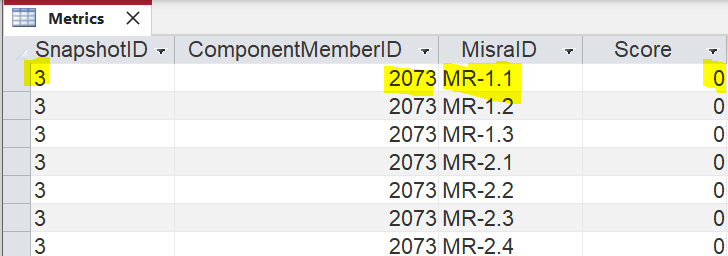 Metrics
SnapshotID ComponentMemberID MisraID Score
3 2073 MR-1.1 0
3 2073 MR-1.2 0
3 2073 MR-1.3 0
3 2073 MR-2.1 0
3 2073 MR-2.2 0
3 2073 MR-2.3 0
3 2073 MR-2.4 0